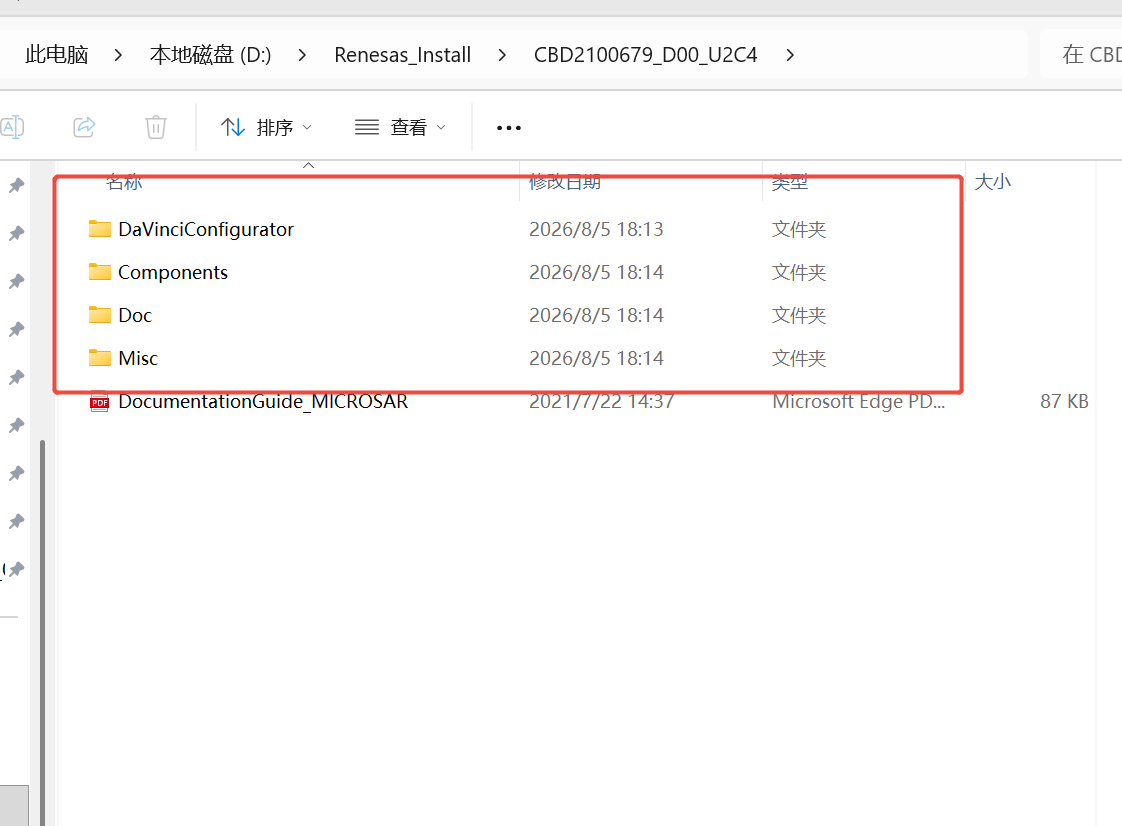 此电脑 > 本地磁盘 (D:) > Renesas_Install > CBD2100679_D00_U2C4 > 在 CBD
排序 查看 •••
名称 修改日期 类型 大小
DaVinciConfigurator 2026/8/5 18:13 文件夹
Components 2026/8/5 18:14 文件夹
Doc 2026/8/5 18:14 文件夹
Misc 2026/8/5 18:14 文件夹
DocumentationGuide_MICROSAR 2021/7/22 14:37 Microsoft Edge PD... 87 KB